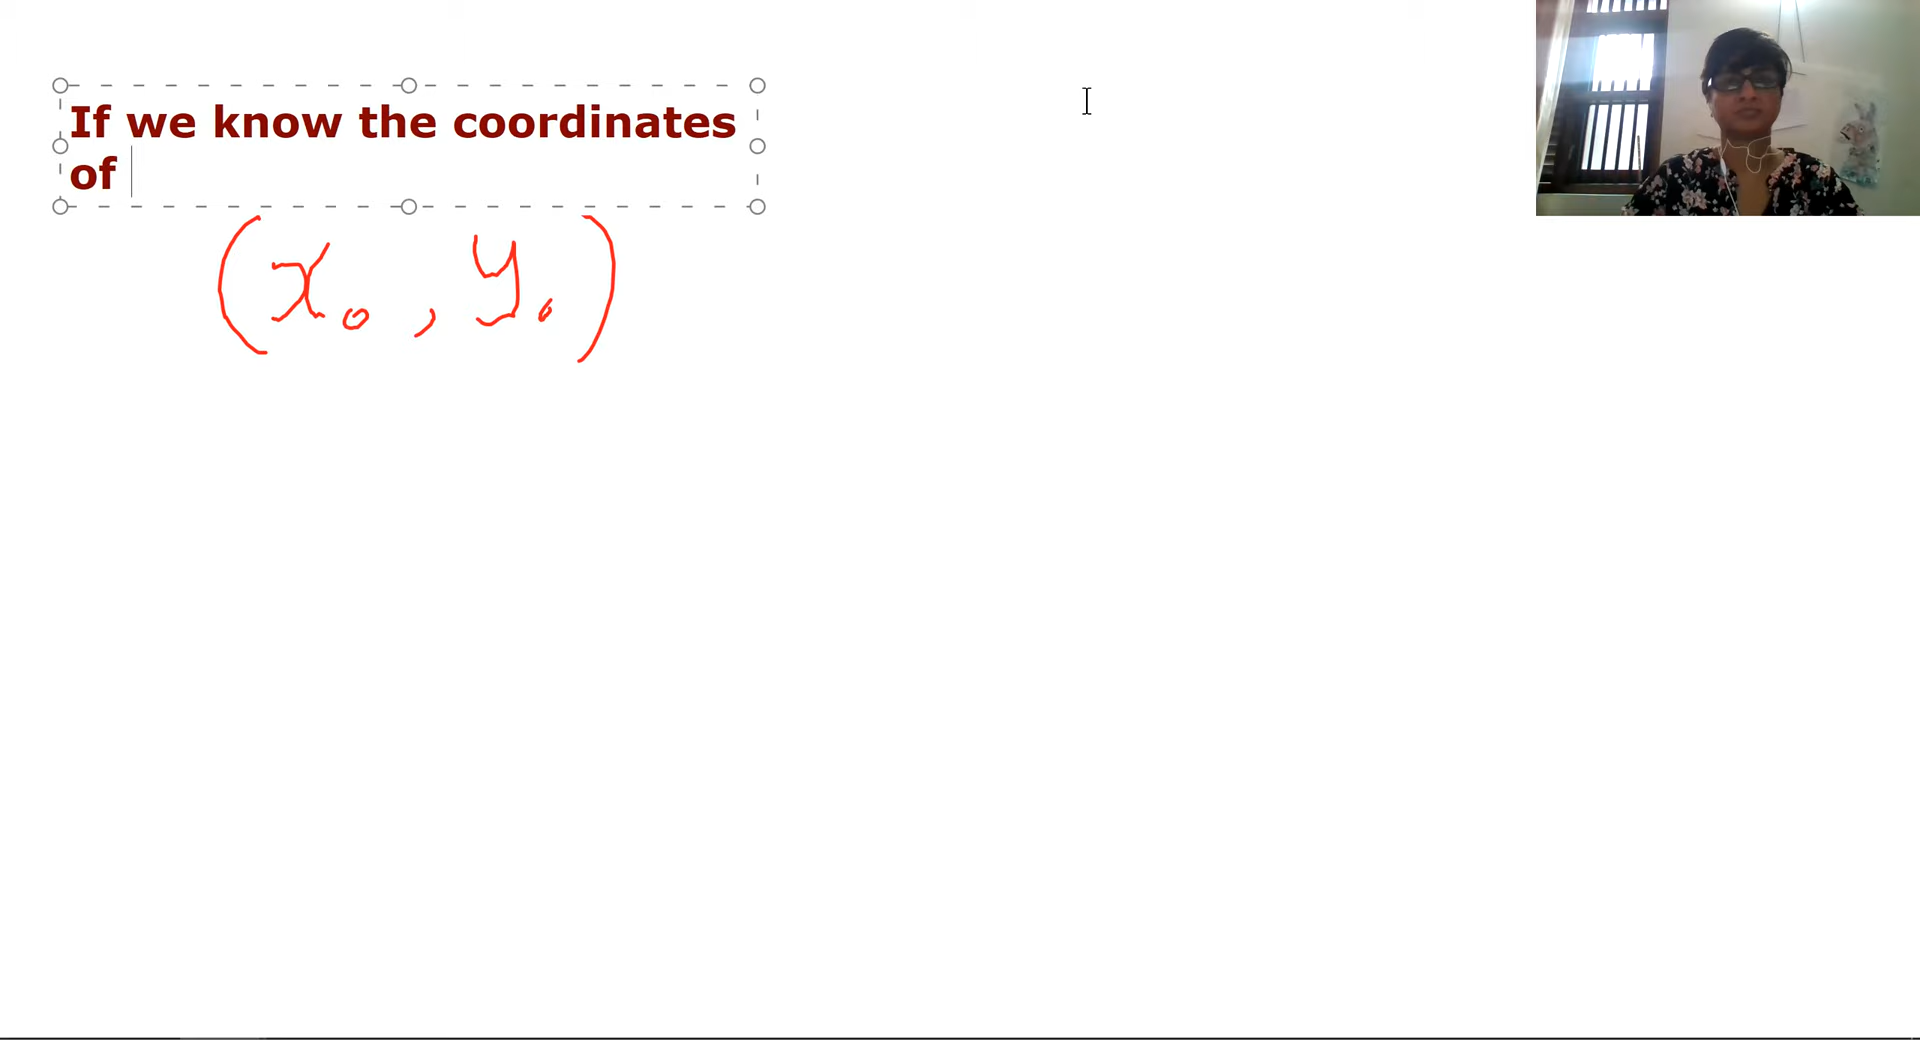 If we know the coordinates
of
(x₀ , y₀)